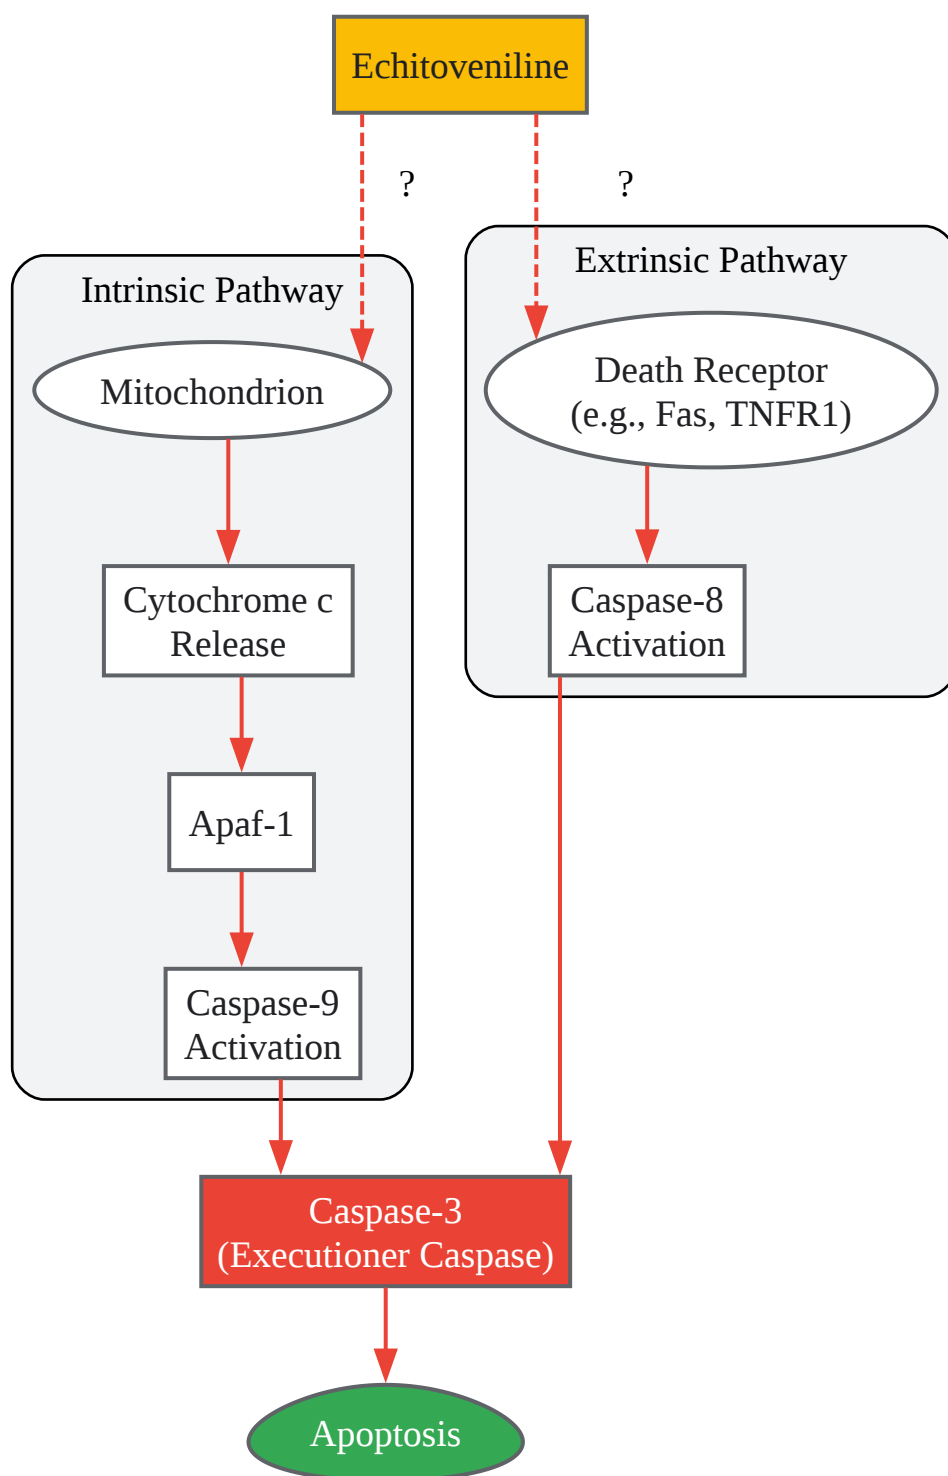 Echitoveniline
?
?
Intrinsic Pathway
Mitochondrion
Cytochrome c
Release
Apaf-1
Caspase-9
Activation
Extrinsic Pathway
Death Receptor
(e.g., Fas, TNFR1)
Caspase-8
Activation
Caspase-3
(Executioner Caspase)
Apoptosis